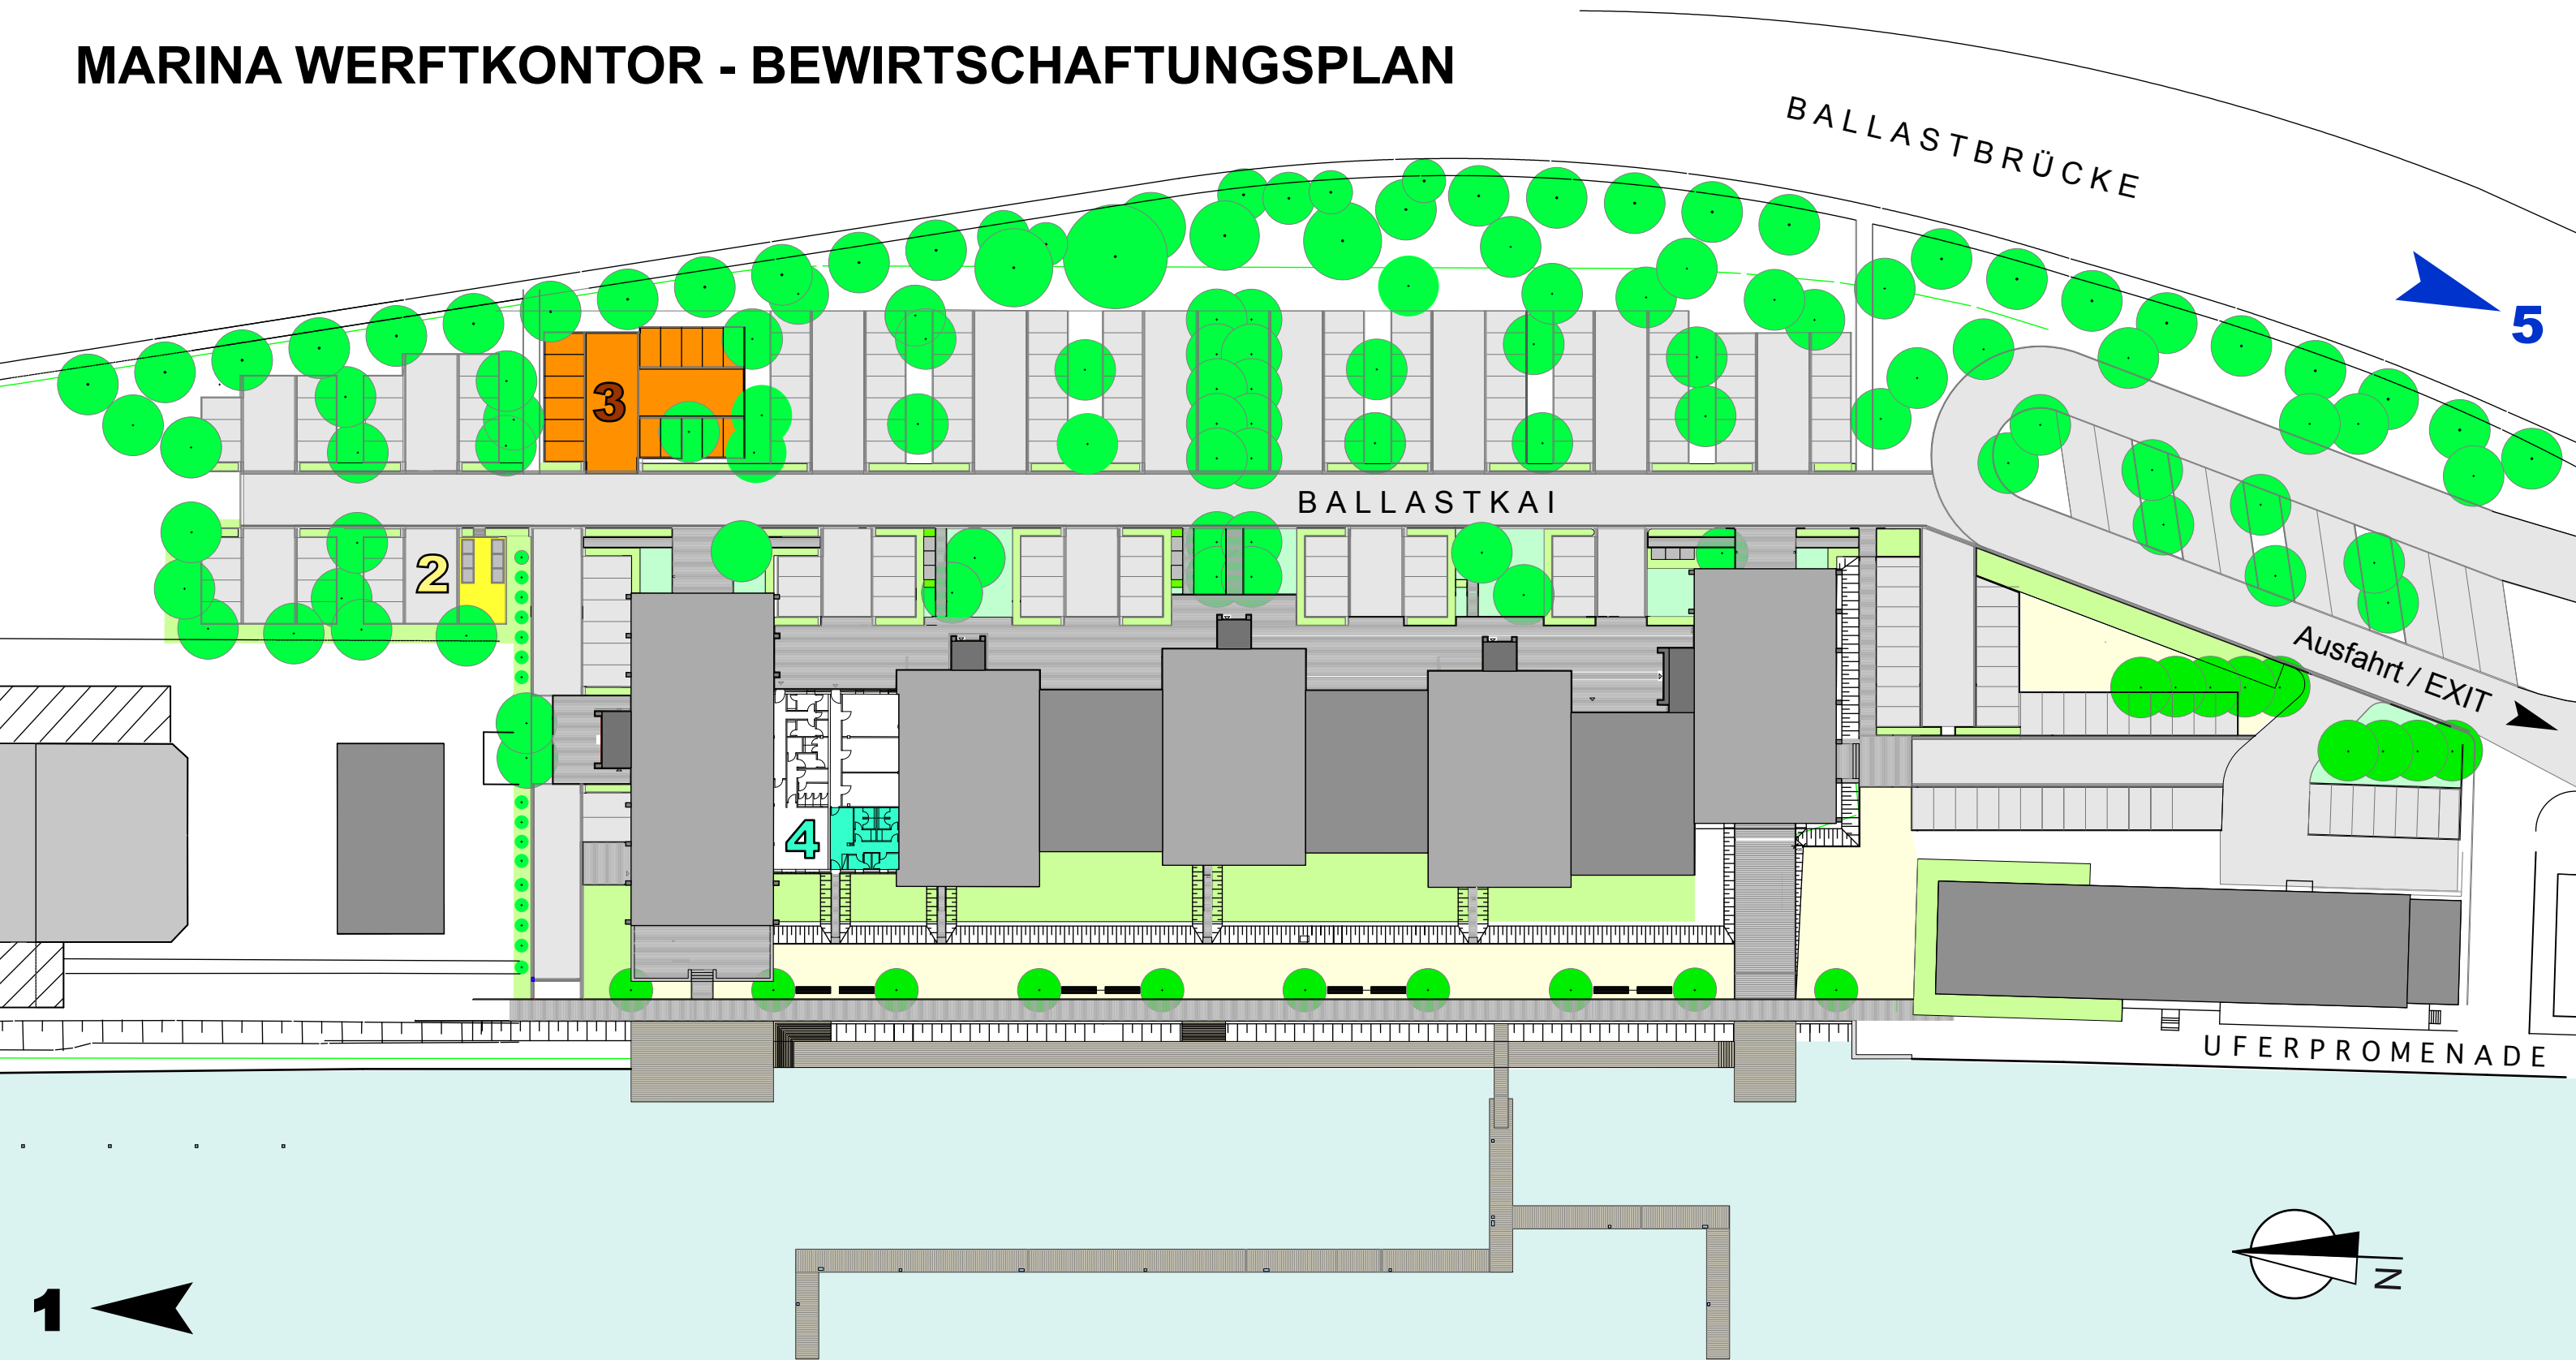 MARINA WERFTKONTOR - BEWIRTSCHAFTUNGSPLAN
BALLASTBRÜCKE
5
3
BALLASTKAI
2
Ausfahrt / EXIT
4
UFERPROMENADE
N
1